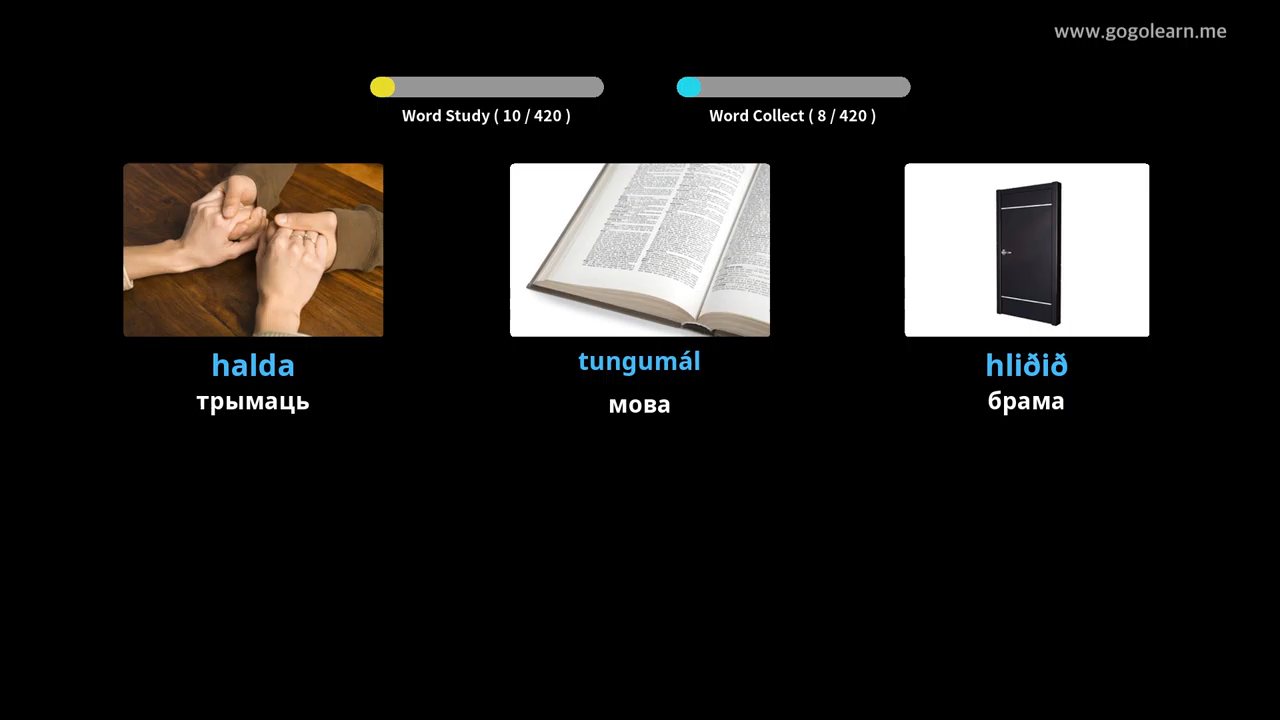 www.gogolearn.me
Word Study ( 10 / 420 )
Word Collect ( 8 / 420 )
halda
трымаць
tungumál
мова
hliðið
брама